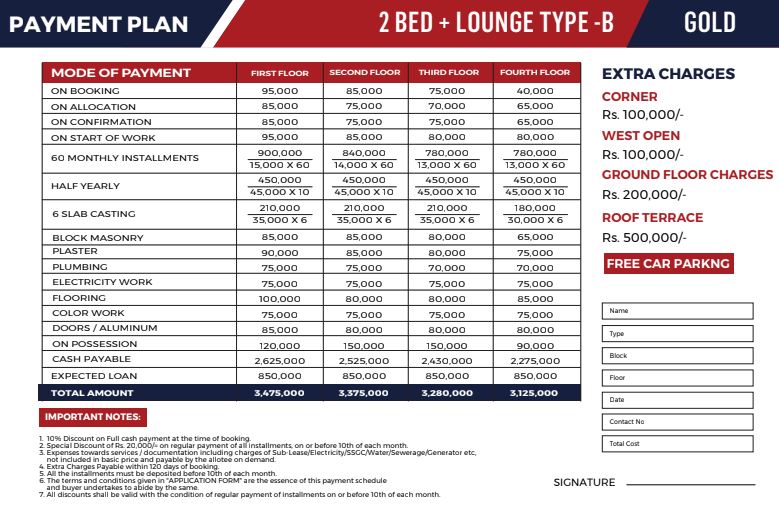 PAYMENT PLAN 2 BED + LOUNGE TYPE -B GOLD
MODE OF PAYMENT FIRST FLOOR SECOND FLOOR THIRD FLOOR FOURTH FLOOR
ON BOOKING 95,000 85,000 75,000 40,000
ON ALLOCATION 85,000 75,000 70,000 65,000
ON CONFIRMATION 85,000 75,000 75,000 65,000
ON START OF WORK 95,000 85,000 80,000 80,000
60 MONTHLY INSTALLMENTS 900,000 840,000 780,000 780,000
15,000 X 60 14,000 X 60 13,000 X 60 13,000 X 60
HALF YEARLY 450,000 450,000 450,000 450,000
45,000 X 10 45,000 X 10 45,000 X 10 45,000 X 10
6 SLAB CASTING 210,000 210,000 210,000 180,000
35,000 X 6 35,000 X 6 35,000 X 6 30,000 X 6
BLOCK MASONRY 85,000 85,000 80,000 65,000
PLASTER 90,000 85,000 80,000 75,000
PLUMBING 75,000 75,000 70,000 70,000
ELECTRICITY WORK 75,000 75,000 75,000 75,000
FLOORING 100,000 80,000 80,000 85,000
COLOR WORK 75,000 75,000 75,000 75,000
DOORS / ALUMINUM 85,000 80,000 80,000 80,000
ON POSSESSION 120,000 150,000 150,000 90,000
CASH PAYABLE 2,625,000 2,525,000 2,430,000 2,275,000
EXPECTED LOAN 850,000 850,000 850,000 850,000
TOTAL AMOUNT 3,475,000 3,375,000 3,280,000 3,125,000
EXTRA CHARGES
CORNER
Rs. 100,000/-
WEST OPEN
Rs. 100,000/-
GROUND FLOOR CHARGES
Rs. 200,000/-
ROOF TERRACE
Rs. 500,000/-
FREE CAR PARKNG
Name
Type
Block
Floor
Date
Contact No
Total Cost
IMPORTANT NOTES:
1. 10% Discount on Full cash payment at the time of booking.
2. Special Discount of Rs. 20,000/= on regular payment of all installments, on or before 10th of each month.
3. Expenses towards services / documentation including charges of Sub-Lease/Electricity/SSGC/Water/Sewerage/Generator etc,
not included in basic price and payable by the allotee on demand.
4. Extra Charges Payable within 120 days of booking.
5. All the installments must be deposited before 10th of each month.
6. The terms and conditions given in "APPLICATION FORM" are the essence of this payment schedule
and buyer undertakes to abide by the same.
7. All discounts shall be valid with the condition of regular payment of installments on or before 10th of each month.
SIGNATURE